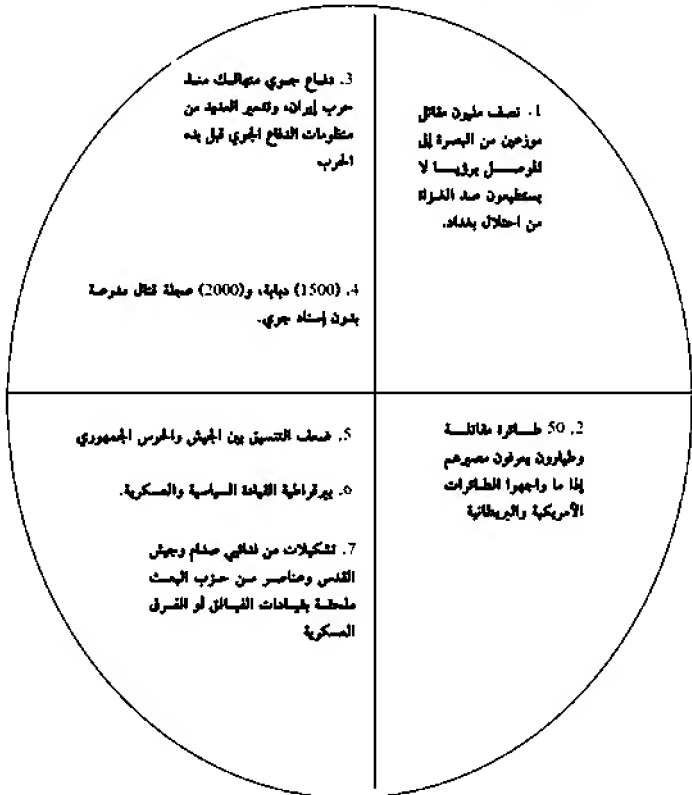 1. نصف مليون مقاتل
موزعين من البصرة إلى
الموصل برؤيا لا
يستطيعون صد الغزاة
من احتلال بغداد.
2. 50 طائرة مقاتلة
وطيارون يعرفون مصيرهم
إذا ما واجهوا الطائرات
الأمريكية والبريطانية
3. دفاع جوي متهالك منذ
حرب إيران، وتدمير العديد من
منظومات الدفاع الجوي قبل بدء
الحرب
4. (1500) دبابة، و(2000) عجلة قتال مدرعة
بدون إسناد جوي.
5. ضعف التنسيق بين الجيش والحرس الجمهوري
6. بيرقراطية القيادة السياسية والعسكرية.
7. تشكيلات من فدائيي صدام وجيش
القدس وعناصر من حزب البعث
ملحقة بقيادات الفيالق أو الفرق
العسكرية